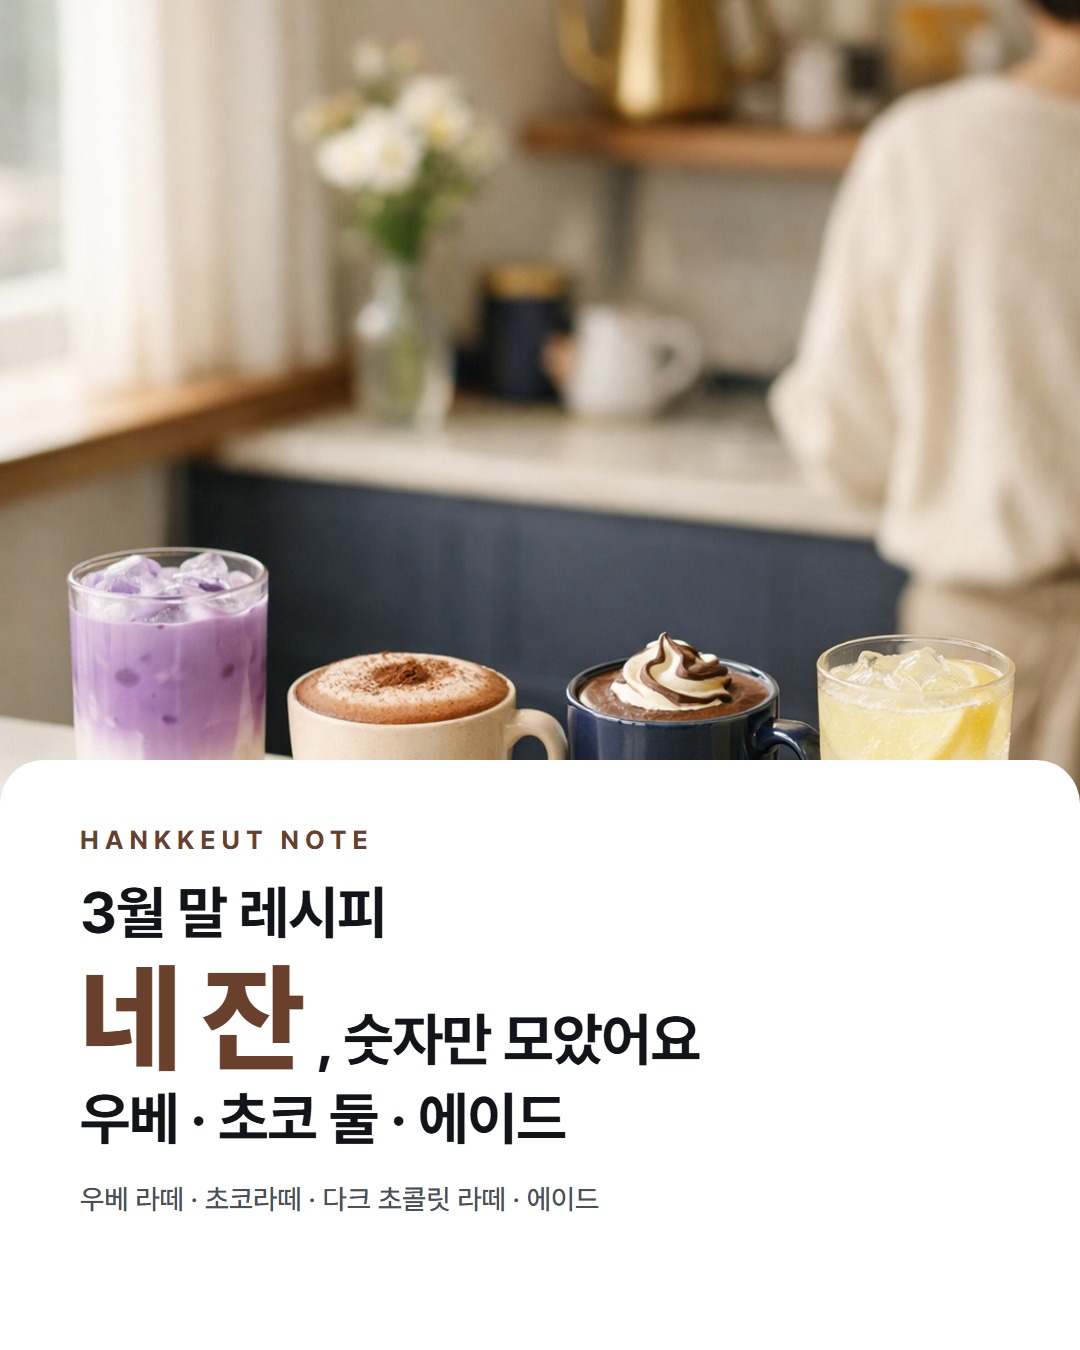 HANKKEUT NOTE
3월 말 레시피
네 잔, 숫자만 모았어요
우베 · 초코 둘 · 에이드
우베 라떼 · 초코라떼 · 다크 초콜릿 라떼 · 에이드